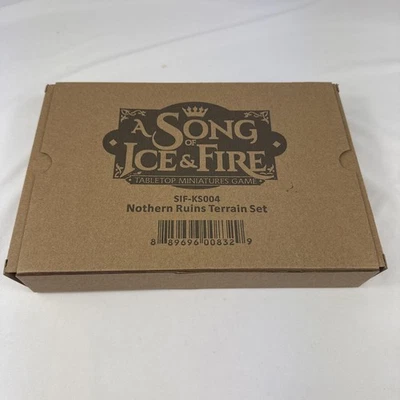 A SONG
OF
ICE & FIRE
TABLETOP MINIATURES GAME
SIF-KS004
Nothern Ruins Terrain Set
8 89696 00832 9